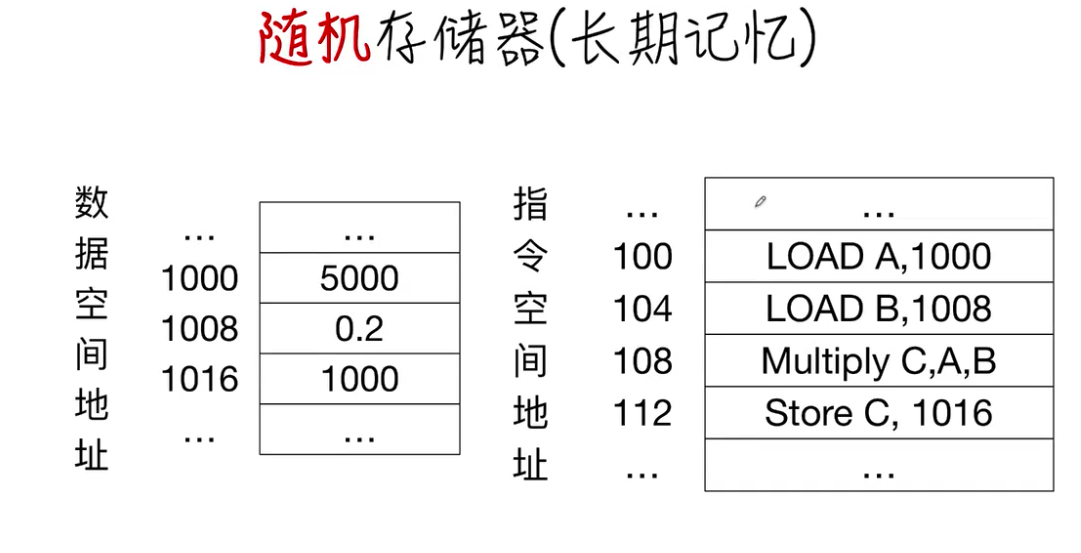 随机存储器(长期记忆)
数据空间地址
... ...
1000 5000
1008 0.2
1016 1000
... ...
指令空间地址
... ...
100 LOAD A,1000
104 LOAD B,1008
108 Multiply C,A,B
112 Store C, 1016
... ...